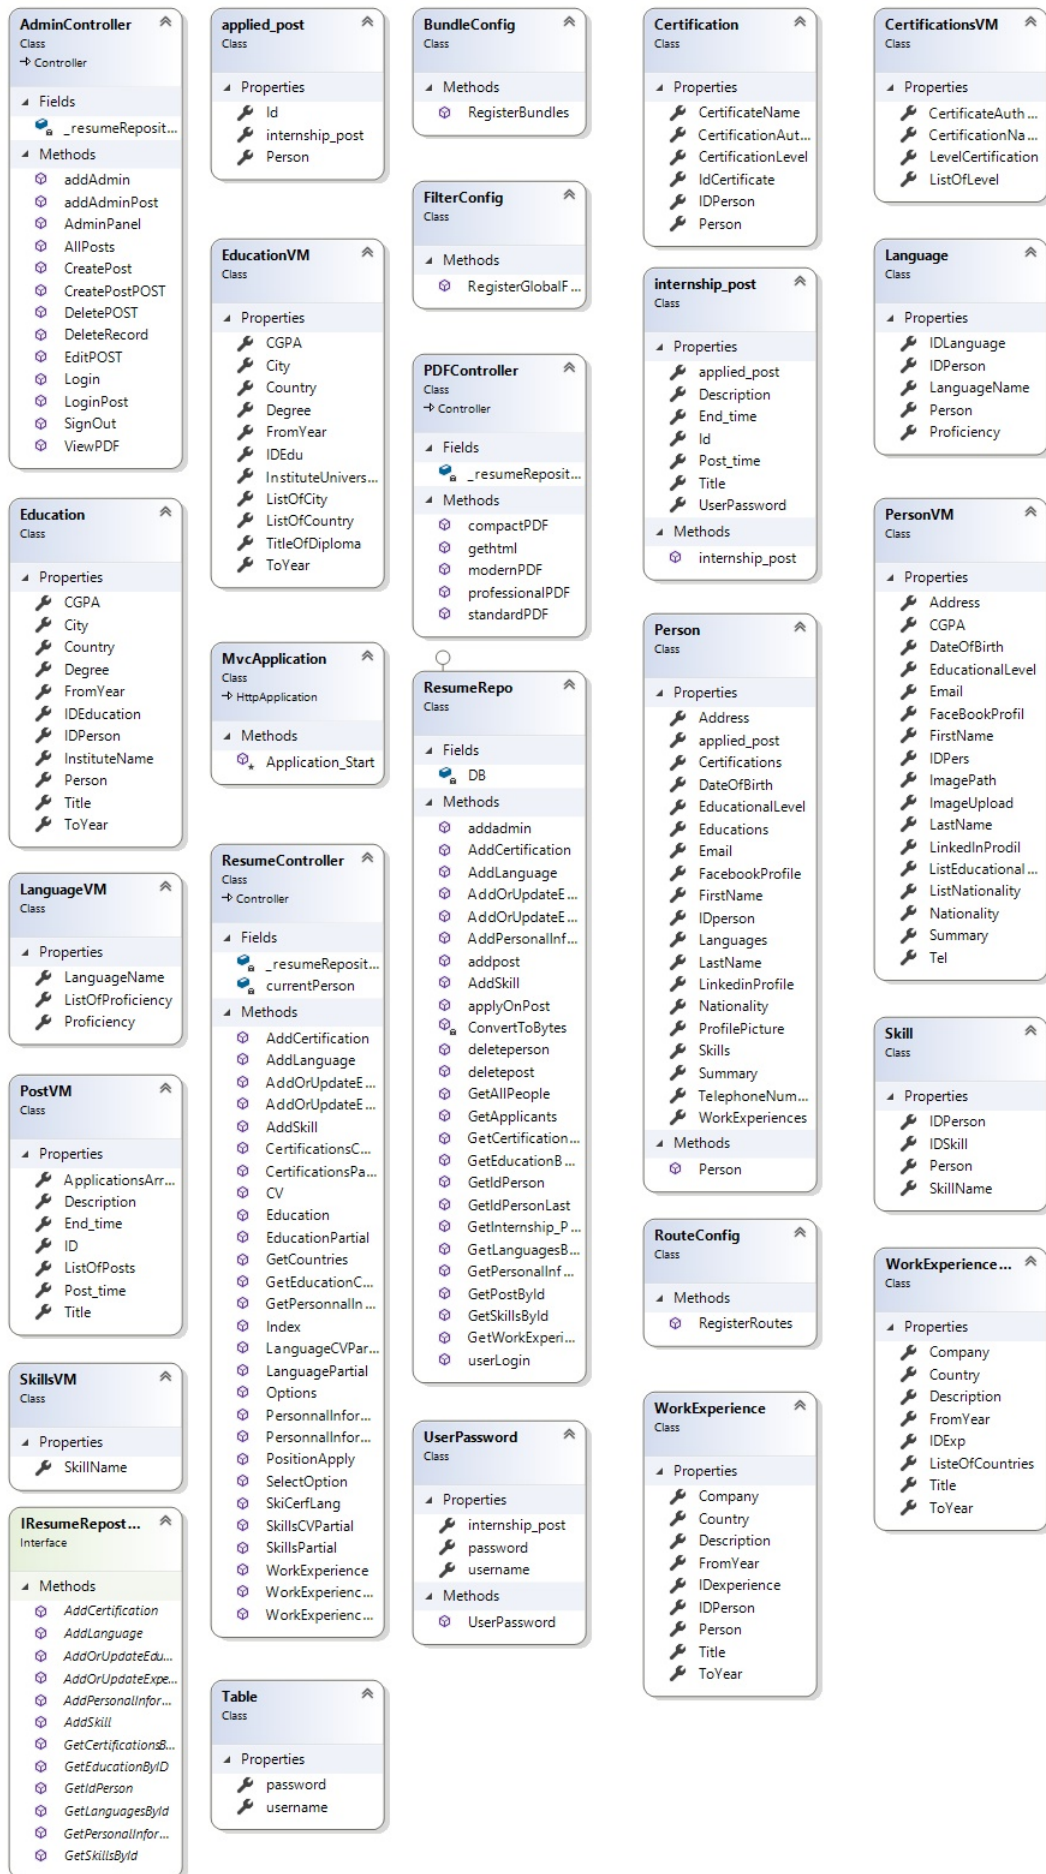 AdminController
Class
Controller
Fields
_resumeReposit...
Methods
addAdmin
addAdminPost
AdminPanel
AllPosts
CreatePost
CreatePostPOST
DeletePOST
DeleteRecord
EditPOST
Login
LoginPost
SignOut
ViewPDF
Education
Class
Properties
CGPA
City
Country
Degree
FromYear
IDEducation
IDPerson
InstituteName
Person
Title
ToYear
LanguageVM
Class
Properties
LanguageName
ListOfProficiency
Proficiency
PostVM
Class
Properties
ApplicationsArr...
Description
End_time
ID
ListOfPosts
Post_time
Title
SkillsVM
Class
Properties
SkillName
IResumeRepost...
Interface
Methods
AddCertification
AddLanguage
AddOrUpdateEdu...
AddOrUpdateExpe...
AddPersonalInfor...
AddSkill
GetCertificationsB...
GetEducationByID
GetIdPerson
GetLanguagesById
GetPersonalInfor...
GetSkillsById
applied_post
Class
Properties
Id
internship_post
Person
EducationVM
Class
Properties
CGPA
City
Country
Degree
FromYear
IDEdu
InstituteUnivers...
ListOfCity
ListOfCountry
TitleOfDiploma
ToYear
MvcApplication
Class
HttpApplication
Methods
Application_Start
ResumeController
Class
Controller
Fields
_resumeReposit...
currentPerson
Methods
AddCertification
AddLanguage
AddOrUpdateE...
AddOrUpdateE...
AddSkill
CertificationsC...
CertificationsPa...
CV
Education
EducationPartial
GetCountries
GetEducationC...
GetPersonnalIn...
Index
LanguageCVPar...
LanguagePartial
Options
PersonnalInfor...
PersonnalInfor...
PositionApply
SelectOption
SkiCerfLang
SkillsCVPartial
SkillsPartial
WorkExperience
WorkExperienc...
WorkExperienc...
Table
Class
Properties
password
username
BundleConfig
Class
Methods
RegisterBundles
FilterConfig
Class
Methods
RegisterGlobalF...
PDFController
Class
Controller
Fields
_resumeReposit...
Methods
compactPDF
gethtml
modernPDF
professionalPDF
standardPDF
ResumeRepo
Class
Fields
DB
Methods
addadmin
AddCertification
AddLanguage
AddOrUpdateE...
AddOrUpdateE...
AddPersonalInf...
addpost
AddSkill
applyOnPost
ConvertToBytes
deleteperson
deletepost
GetAllPeople
GetApplicants
GetCertification...
GetEducationB...
GetIdPerson
GetIdPersonLast
GetInternship_P...
GetLanguagesB...
GetPersonalInf...
GetPostById
GetSkillsById
GetWorkExperi...
userLogin
UserPassword
Class
Properties
internship_post
password
username
Methods
UserPassword
Certification
Class
Properties
CertificateName
CertificationAut...
CertificationLevel
IdCertificate
IDPerson
Person
internship_post
Class
Properties
applied_post
Description
End_time
Id
Post_time
Title
UserPassword
Methods
internship_post
Person
Class
Properties
Address
applied_post
Certifications
DateOfBirth
EducationalLevel
Educations
Email
FacebookProfile
FirstName
IDperson
Languages
LastName
LinkedinProfile
Nationality
ProfilePicture
Skills
Summary
TelephoneNum...
WorkExperiences
Methods
Person
RouteConfig
Class
Methods
RegisterRoutes
WorkExperience
Class
Properties
Company
Country
Description
FromYear
IDexperience
IDPerson
Person
Title
ToYear
CertificationsVM
Class
Properties
CertificateAuth...
CertificationNa...
LevelCertification
ListOfLevel
Language
Class
Properties
IDLanguage
IDPerson
LanguageName
Person
Proficiency
PersonVM
Class
Properties
Address
CGPA
DateOfBirth
EducationalLevel
Email
FaceBookProfil
FirstName
IDPers
ImagePath
ImageUpload
LastName
LinkedInProdil
ListEducational...
ListNationality
Nationality
Summary
Tel
Skill
Class
Properties
IDPerson
IDSkill
Person
SkillName
WorkExperience...
Class
Properties
Company
Country
Description
FromYear
IDExp
ListeOfCountries
Title
ToYear